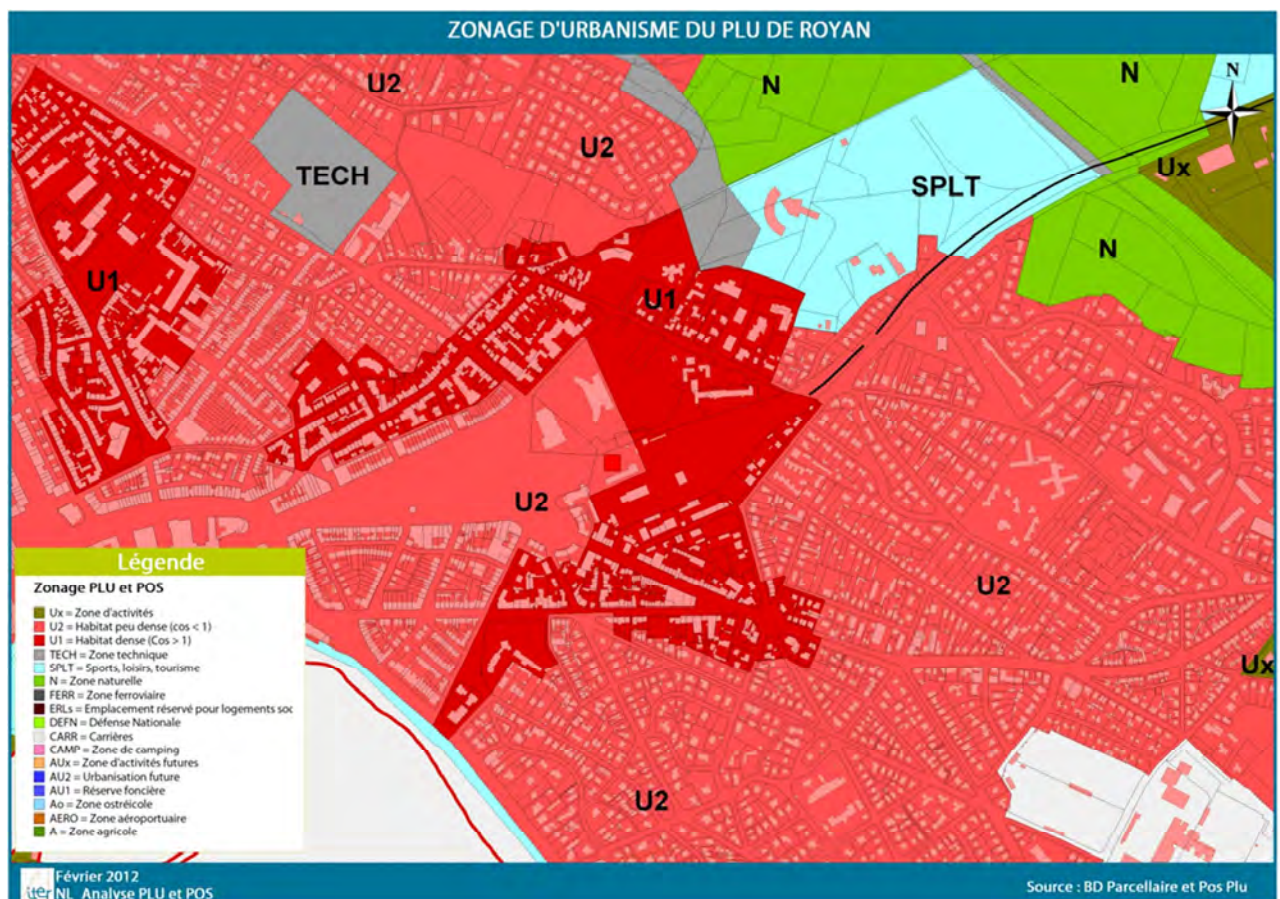 ZONAGE D'URBANISME DU PLU DE ROYAN
U2
N
N
N
U2
TECH
Ux
SPLT
N
U1
U1
U2
U2
Ux
U2
Légende
Zonage PLU et POS
Ux = Zone d'activités
U2 = Habitat peu dense (cos < 1)
U1 = Habitat dense (Cos > 1)
TECH = Zone technique
SPLT = Sports, loisirs, tourisme
N = Zone naturelle
FERR = Zone ferroviaire
ERLs = Emplacement réservé pour logements soc
DEFN = Défense Nationale
CARR = Carrières
CAMP = Zone de camping
AUx = Zone d'activités futures
AU2 = Urbanisation future
AU1 = Réserve foncière
Ao = Zone ostréicole
AERO = Zone aéroportuaire
A = Zone agricole
iter
Février 2012
NL_Analyse PLU et POS
Source : BD Parcellaire et Pos Plu